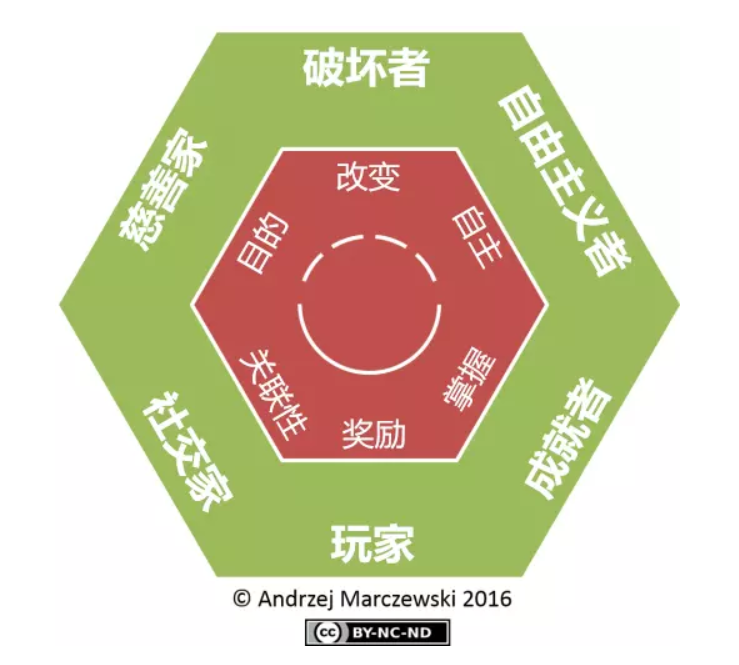 破坏者
自由主义者
慈善家
改变
目的
自主
关联性
掌握
奖励
社交家
成就者
玩家
© Andrzej Marczewski 2016
cc BY-NC-ND